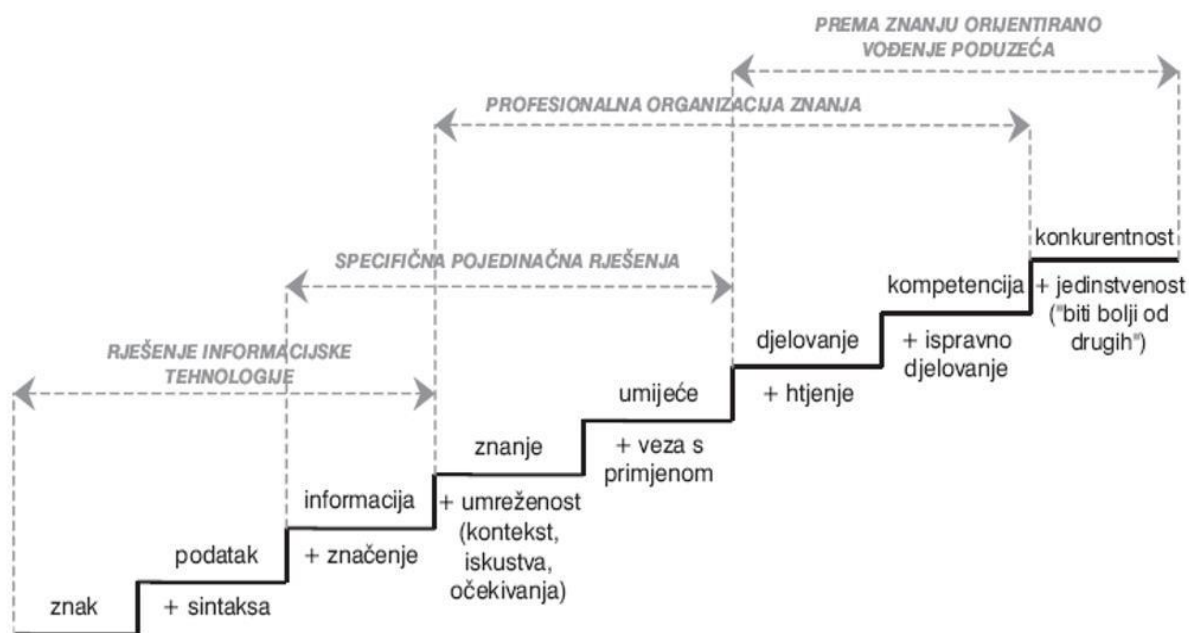 PREMA ZNANJU ORIJENTIRANO
VOĐENJE PODUZEĆA
PROFESIONALNA ORGANIZACIJA ZNANJA
SPECIFIČNA POJEDINAČNA RJEŠENJA
RJEŠENJE INFORMACIJSKE
TEHNOLOGIJE
konkurentnost
+ jedinstvenost
("biti bolji od
drugih")
kompetencija
+ ispravno
djelovanje
djelovanje
+ htjenje
umijeće
+ veza s
primjenom
znanje
+ umreženost
(kontekst,
iskustva,
očekivanja)
informacija
+ značenje
podatak
+ sintaksa
znak